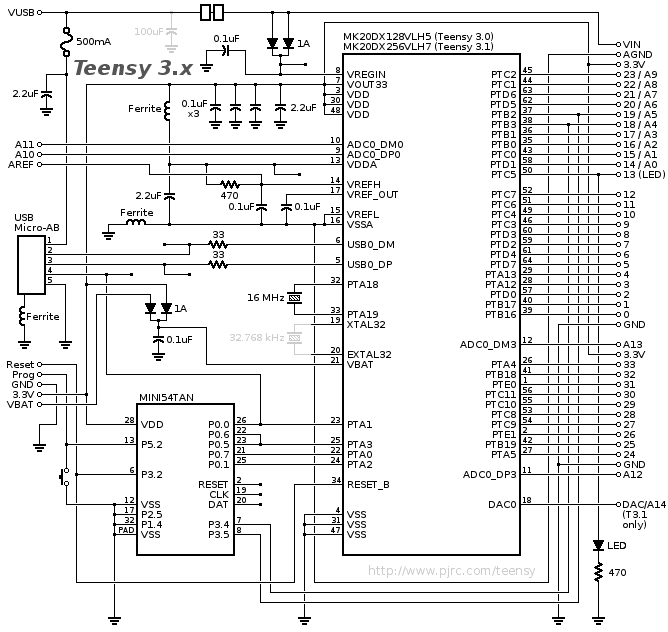 VUSB
500mA
100uF
0.1uF
1A
Teensy 3.x
2.2uF
Ferrite
0.1uF
x3
2.2uF
A11
A10
AREF
2.2uF
470
0.1uF
0.1uF
Ferrite
USB
Micro-AB
1
2
3
4
5
33
33
Ferrite
1A
0.1uF
16 MHz
32.768 kHz
Reset
Prog
GND
3.3V
VBAT
MINI54TAN
28 VDD
13 P5.2
6 P3.2
12 VSS
17 P2.5
32 P1.4
PAD VSS
P0.0 26
P0.6 22
P0.5 23
P0.7 21
P0.1 25
RESET 2
CLK 19
DAT 20
P3.4 7
P3.5 8
MK20DX128VLH5 (Teensy 3.0)
MK20DX256VLH7 (Teensy 3.1)
8 VREGIN
7 VOUT33
3 VDD
30 VDD
48 VDD
10 ADC0_DM0
9 ADC0_DP0
13 VDDA
14 VREFH
17 VREF_OUT
15 VREFL
16 VSSA
6 USB0_DM
5 USB0_DP
32 PTA18
33 PTA19
19 XTAL32
20 EXTAL32
21 VBAT
23 PTA1
25 PTA3
22 PTA0
24 PTA2
34 RESET_B
4 VSS
31 VSS
47 VSS
VIN
AGND
3.3V
PTC2 45 23 / A9
PTC1 44 22 / A8
PTD6 63 21 / A7
PTD5 62 20 / A6
PTB2 37 19 / A5
PTB3 38 18 / A4
PTB1 36 17 / A3
PTB0 35 16 / A2
PTC0 43 15 / A1
PTD1 58 14 / A0
PTC5 50 13 (LED)
PTC7 52 12
PTC6 51 11
PTC4 49 10
PTC3 46 9
PTD3 60 8
PTD2 59 7
PTD4 61 6
PTD7 64 5
PTA13 29 4
PTA12 28 3
PTD0 57 2
PTB17 40 1
PTB16 39 0
GND
ADC0_DM3 12 A13
3.3V
PTA4 26 33
PTB18 41 32
PTE0 1 31
PTC11 56 30
PTC10 55 29
PTC8 53 28
PTC9 54 27
PTE1 2 26
PTB19 42 25
PTA5 27 24
GND
ADC0_DP3 11 A12
DAC0 18 DAC/A14
(T3.1
only)
LED
470
http://www.pjrc.com/teensy